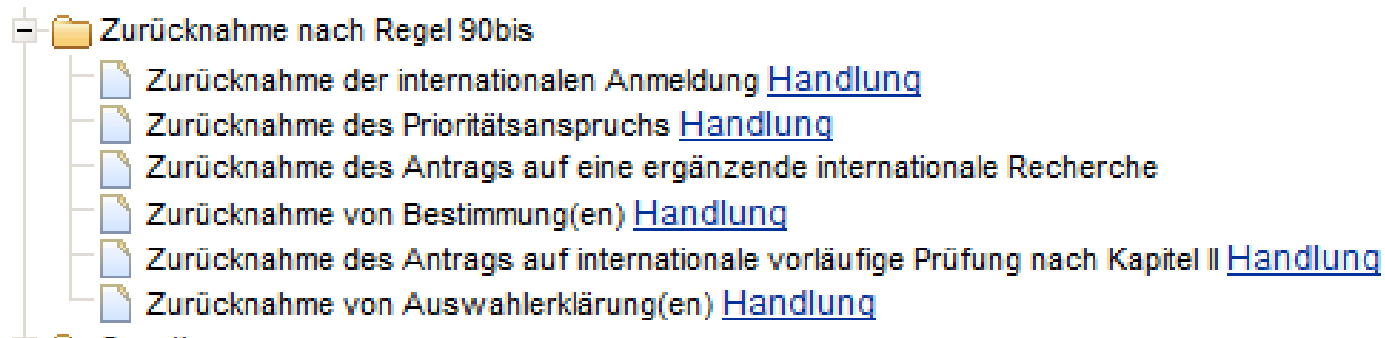 Zurücknahme nach Regel 90bis
Zurücknahme der internationalen Anmeldung Handlung
Zurücknahme des Prioritätsanspruchs Handlung
Zurücknahme des Antrags auf eine ergänzende internationale Recherche
Zurücknahme von Bestimmung(en) Handlung
Zurücknahme des Antrags auf internationale vorläufige Prüfung nach Kapitel II Handlung
Zurücknahme von Auswahlerklärung(en) Handlung